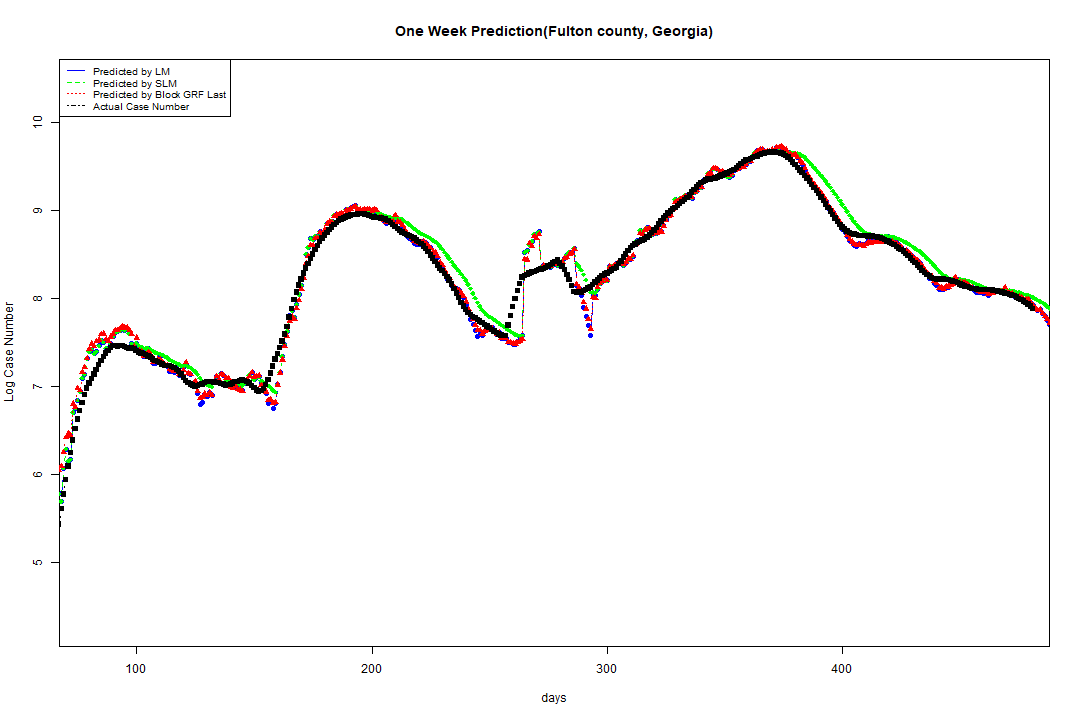 One Week Prediction(Fulton county, Georgia)
Predicted by LM
Predicted by SLM
Predicted by Block GRF Last
Actual Case Number
10
9
8
7
6
5
Log Case Number
100 200 300 400
days